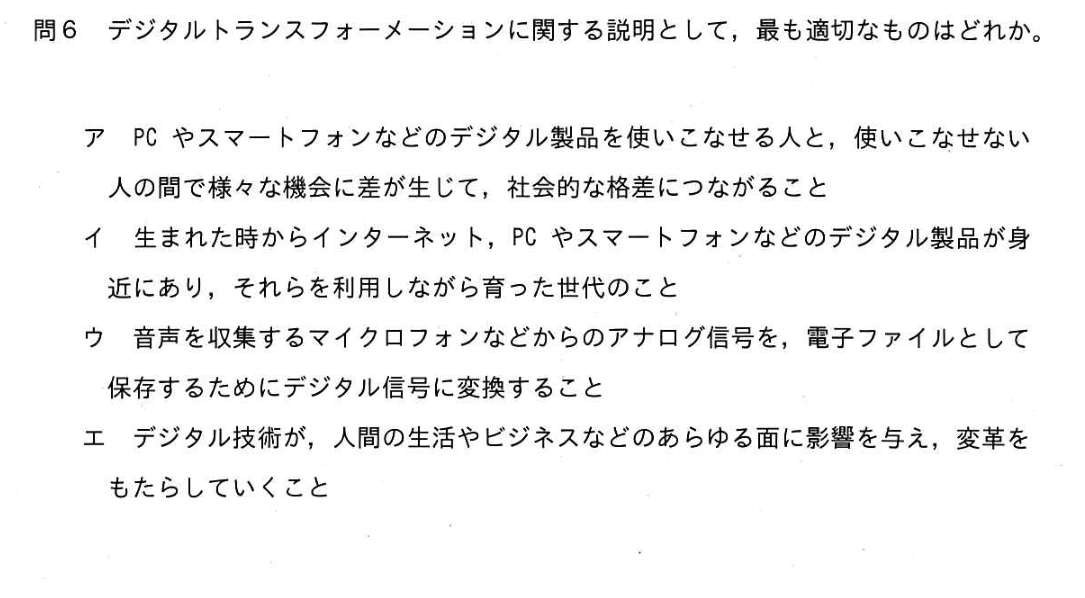 問６　デジタルトランスフォーメーションに関する説明として，最も適切なものはどれか。
ア　PC やスマートフォンなどのデジタル製品を使いこなせる人と，使いこなせない
人の間で様々な機会に差が生じて，社会的な格差につながること
イ　生まれた時からインターネット，PC やスマートフォンなどのデジタル製品が身
近にあり，それらを利用しながら育った世代のこと
ウ　音声を収集するマイクロフォンなどからのアナログ信号を，電子ファイルとして
保存するためにデジタル信号に変換すること
エ　デジタル技術が，人間の生活やビジネスなどのあらゆる面に影響を与え，変革を
もたらしていくこと